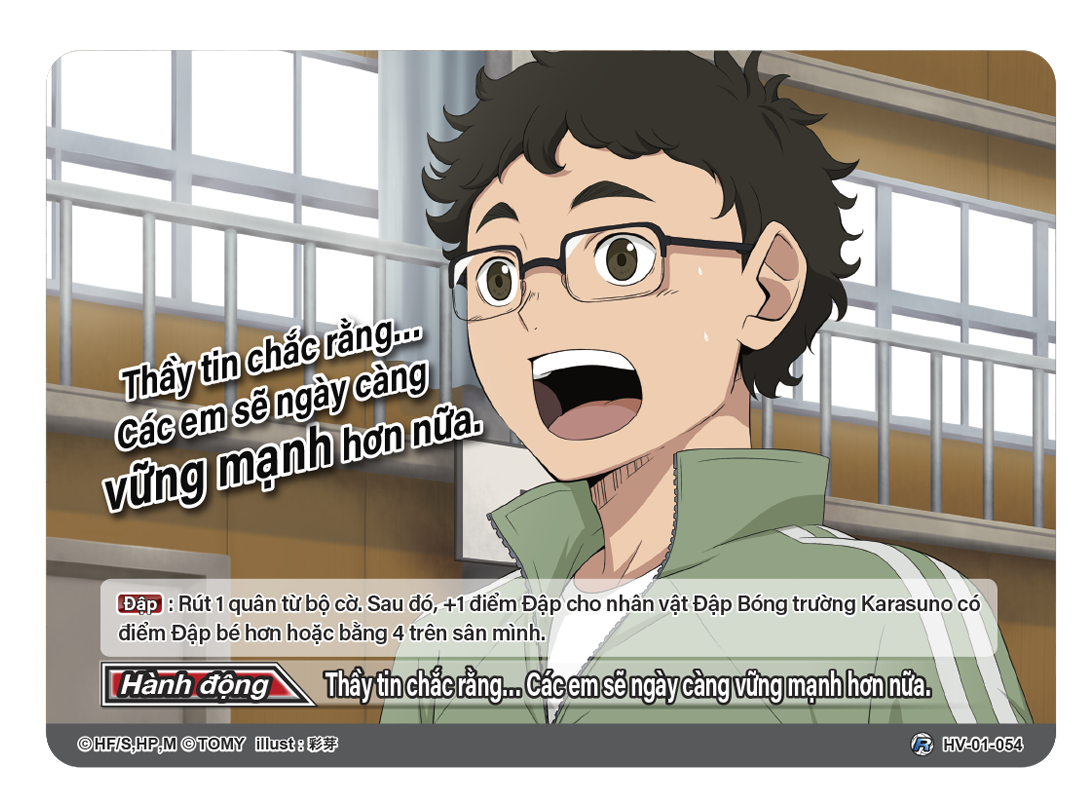 Thầy tin chắc rằng...
Các em sẽ ngày càng
vững mạnh hơn nữa.
Đập : Rút 1 quân từ bộ cờ. Sau đó, +1 điểm Đập cho nhân vật Đập Bóng trường Karasuno có
điểm Đập bé hơn hoặc bằng 4 trên sân mình.
Hành động Thầy tin chắc rằng... Các em sẽ ngày càng vững mạnh hơn nữa.
©HF/S,HP,M ©TOMY illust : 彩芽 R HV-01-054